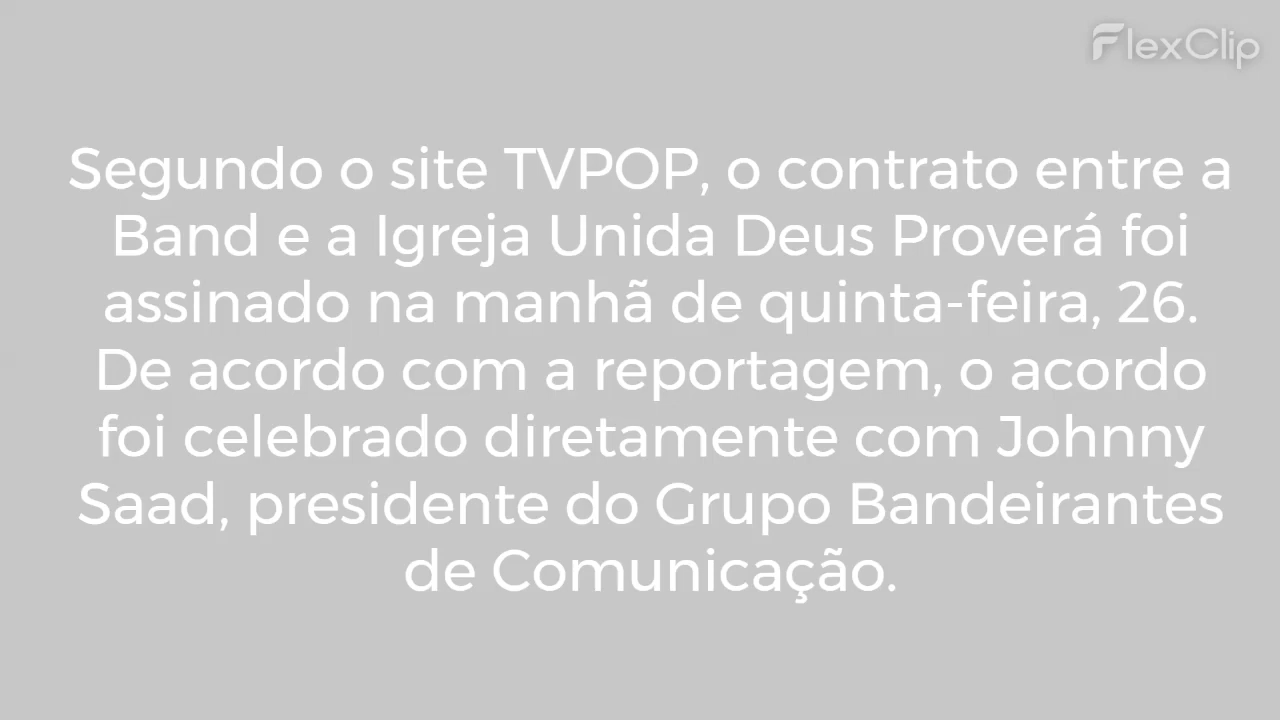 FlexClip
Segundo o site TVPOP, o contrato entre a
Band e a Igreja Unida Deus Proverá foi
assinado na manhã de quinta-feira, 26.
De acordo com a reportagem, o acordo
foi celebrado diretamente com Johnny
Saad, presidente do Grupo Bandeirantes
de Comunicação.